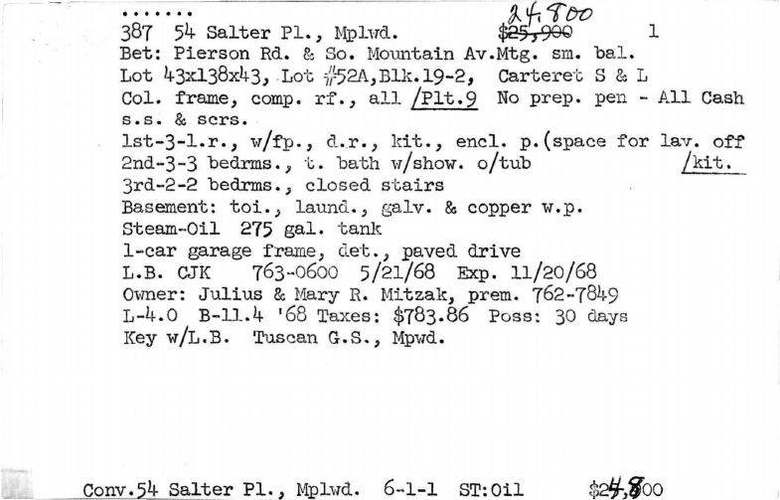 .......
24,800
387 54 Salter Pl., Mplwd. $25,900 1
Bet: Pierson Rd. & So. Mountain Av.Mtg. sm. bal.
Lot 43x138x43, Lot #52A,Blk.19-2, Carteret S & L
Col. frame, comp. rf., all /Plt.9 No prep. pen - All Cash
s.s. & scrs.
1st-3-l.r., w/fp., d.r., kit., encl. p.(space for lav. off
2nd-3-3 bedrms., t. bath w/show. o/tub /kit.
3rd-2-2 bedrms., closed stairs
Basement: toi., laund., galv. & copper w.p.
Steam-Oil 275 gal. tank
1-car garage frame, det., paved drive
L.B. CJK 763-0600 5/21/68 Exp. 11/20/68
Owner: Julius & Mary R. Mitzak, prem. 762-7849
L-4.0 B-11.4 '68 Taxes: $783.86 Poss: 30 days
Key w/L.B. Tuscan G.S., Mpwd.
Conv.54 Salter Pl., Mplwd. 6-1-1 ST:Oil $24,800